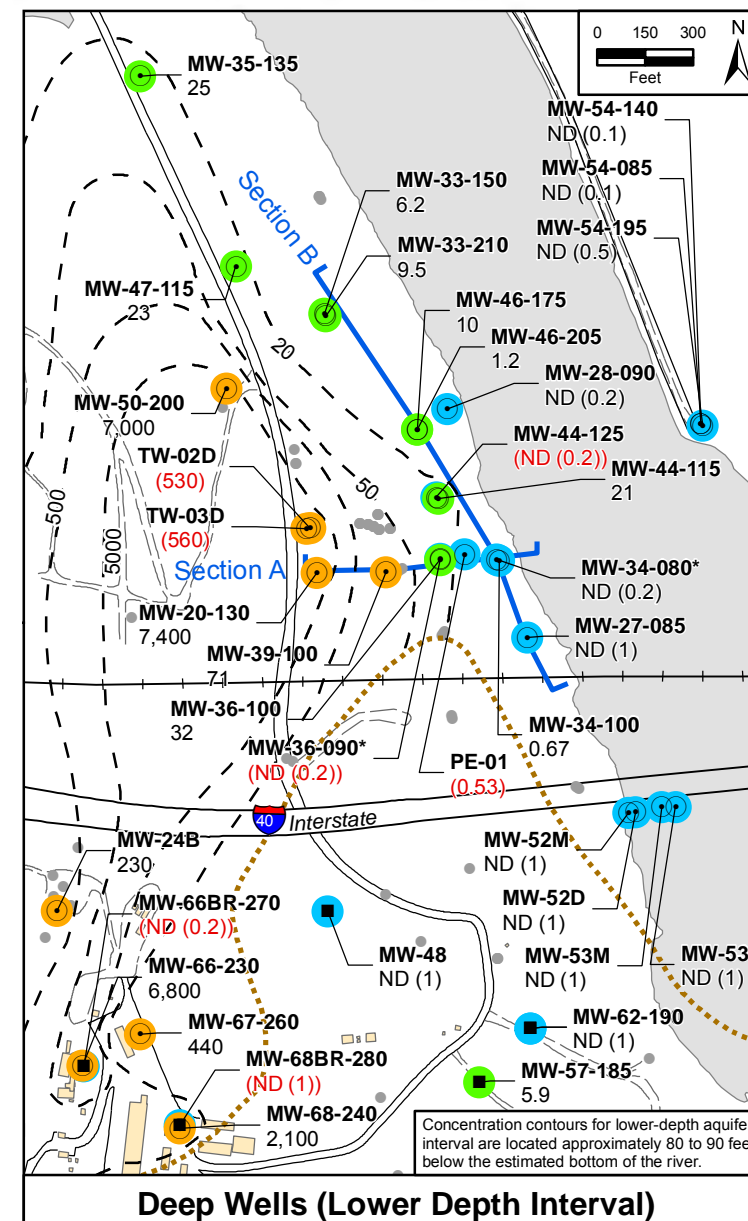 0 150 300
Feet
N
MW-35-135
25
MW-54-140
ND (0.1)
MW-54-085
ND (0.1)
MW-54-195
ND (0.5)
Section B
MW-33-150
6.2
MW-33-210
9.5
MW-47-115
23
MW-46-175
10
MW-46-205
1.2
20
MW-28-090
ND (0.2)
MW-50-200
7,000
MW-44-125
(ND (0.2))
MW-44-115
21
TW-02D
(530)
50
500
5000
TW-03D
(560)
Section A
MW-34-080*
ND (0.2)
MW-20-130
7,400
MW-27-085
ND (1)
MW-39-100
71
MW-36-100
32
MW-34-100
0.67
MW-36-090*
(ND (0.2))
PE-01
(0.53)
40
Interstate
MW-24B
230
MW-52M
ND (1)
MW-66BR-270
(ND (0.2))
MW-52D
ND (1)
MW-48
ND (1)
MW-53M
ND (1)
MW-53
ND (1)
MW-66-230
6,800
MW-62-190
ND (1)
MW-67-260
440
MW-68BR-280
(ND (1))
MW-57-185
5.9
MW-68-240
2,100
Concentration contours for lower-depth aquife
interval are located approximately 80 to 90 fee
below the estimated bottom of the river.
Deep Wells (Lower Depth Interval)